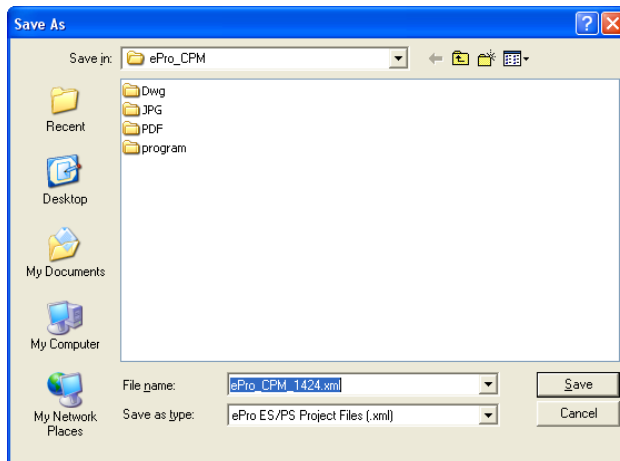 Save As
Save in: ePro_CPM
Dwg
JPG
PDF
program
Recent
Desktop
My Documents
My Computer
My Network
Places
File name: ePro_CPM_1424.xml Save
Save as type: ePro ES/PS Project Files (.xml) Cancel